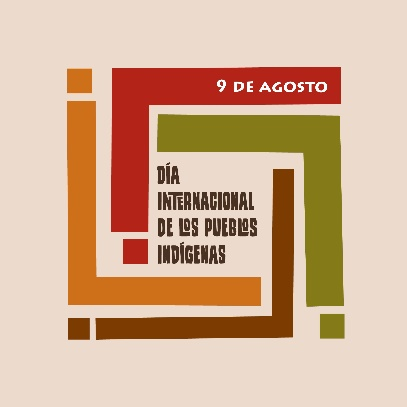 9 DE AGOSTO
DÍA
INTERNACIONAL
DE LOS PUEBLOS
INDÍGENAS